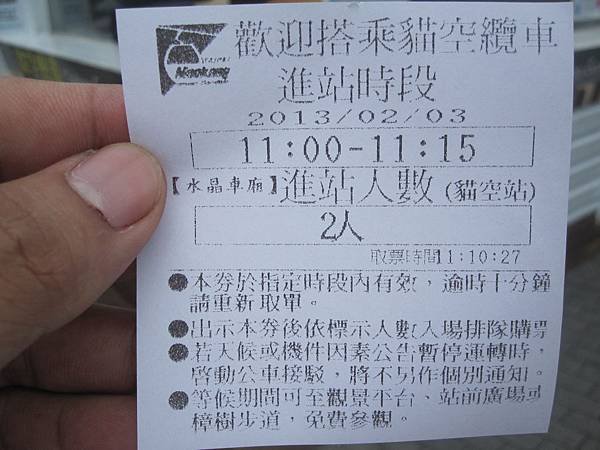 Maokong
歡迎搭乘貓空纜車
進站時段
2013/02/03
11:00-11:15
【水晶車廂】進站人數(貓空站)
2人
取票時間11:10:27
●本券於指定時段內有效，逾時十分鐘
請重新取單。
●出示本券後依標示人數入場排隊購票
●若天候或機件因素公告暫停運轉時，
啓動公車接駁，將不另作個別通知。
●等候期間可至觀景平台、站前廣場或
樟樹步道，免費參觀。